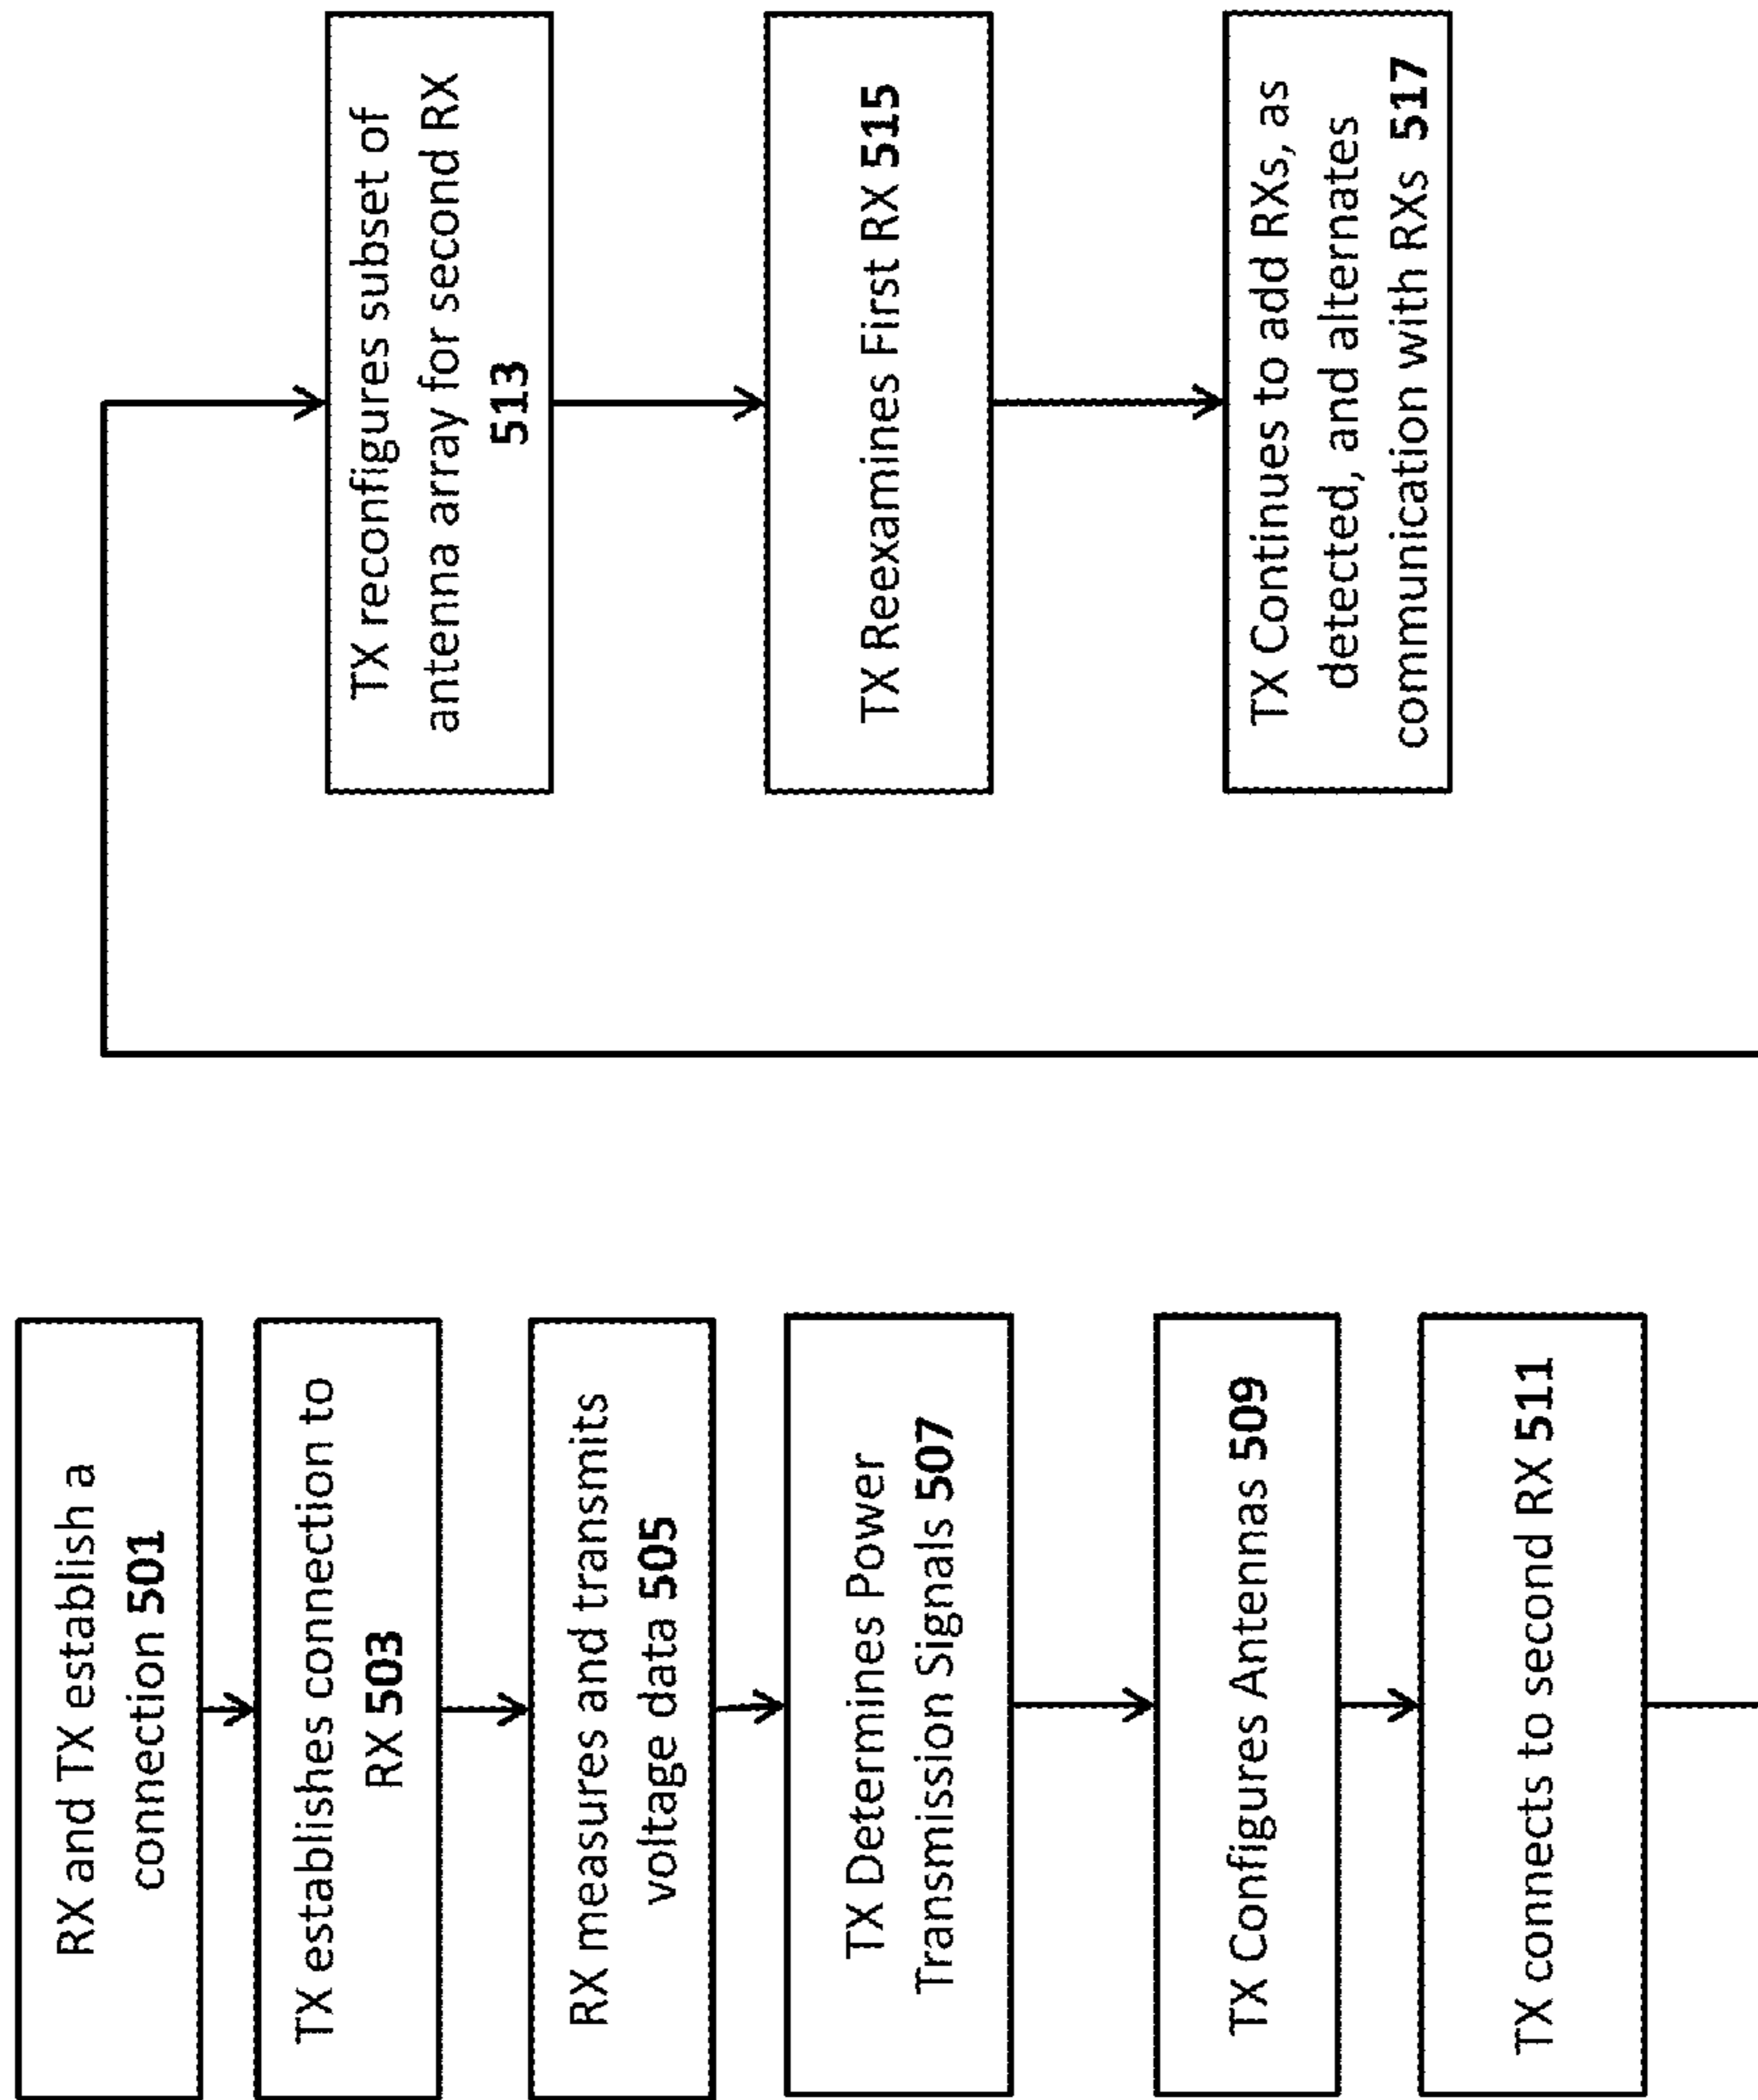 RX and TX establish a
connection 501
TX establishes connection to
RX 503
RX measures and transmits
voltage data 505
TX Determines Power
Transmission Signals 507
TX Configures Antennas 509
TX connects to second RX 511
TX reconfigures subset of
antenna array for second RX
513
TX Reexamines First RX 515
TX Continues to add RXs, as
detected, and alternates
communication with RXs 517